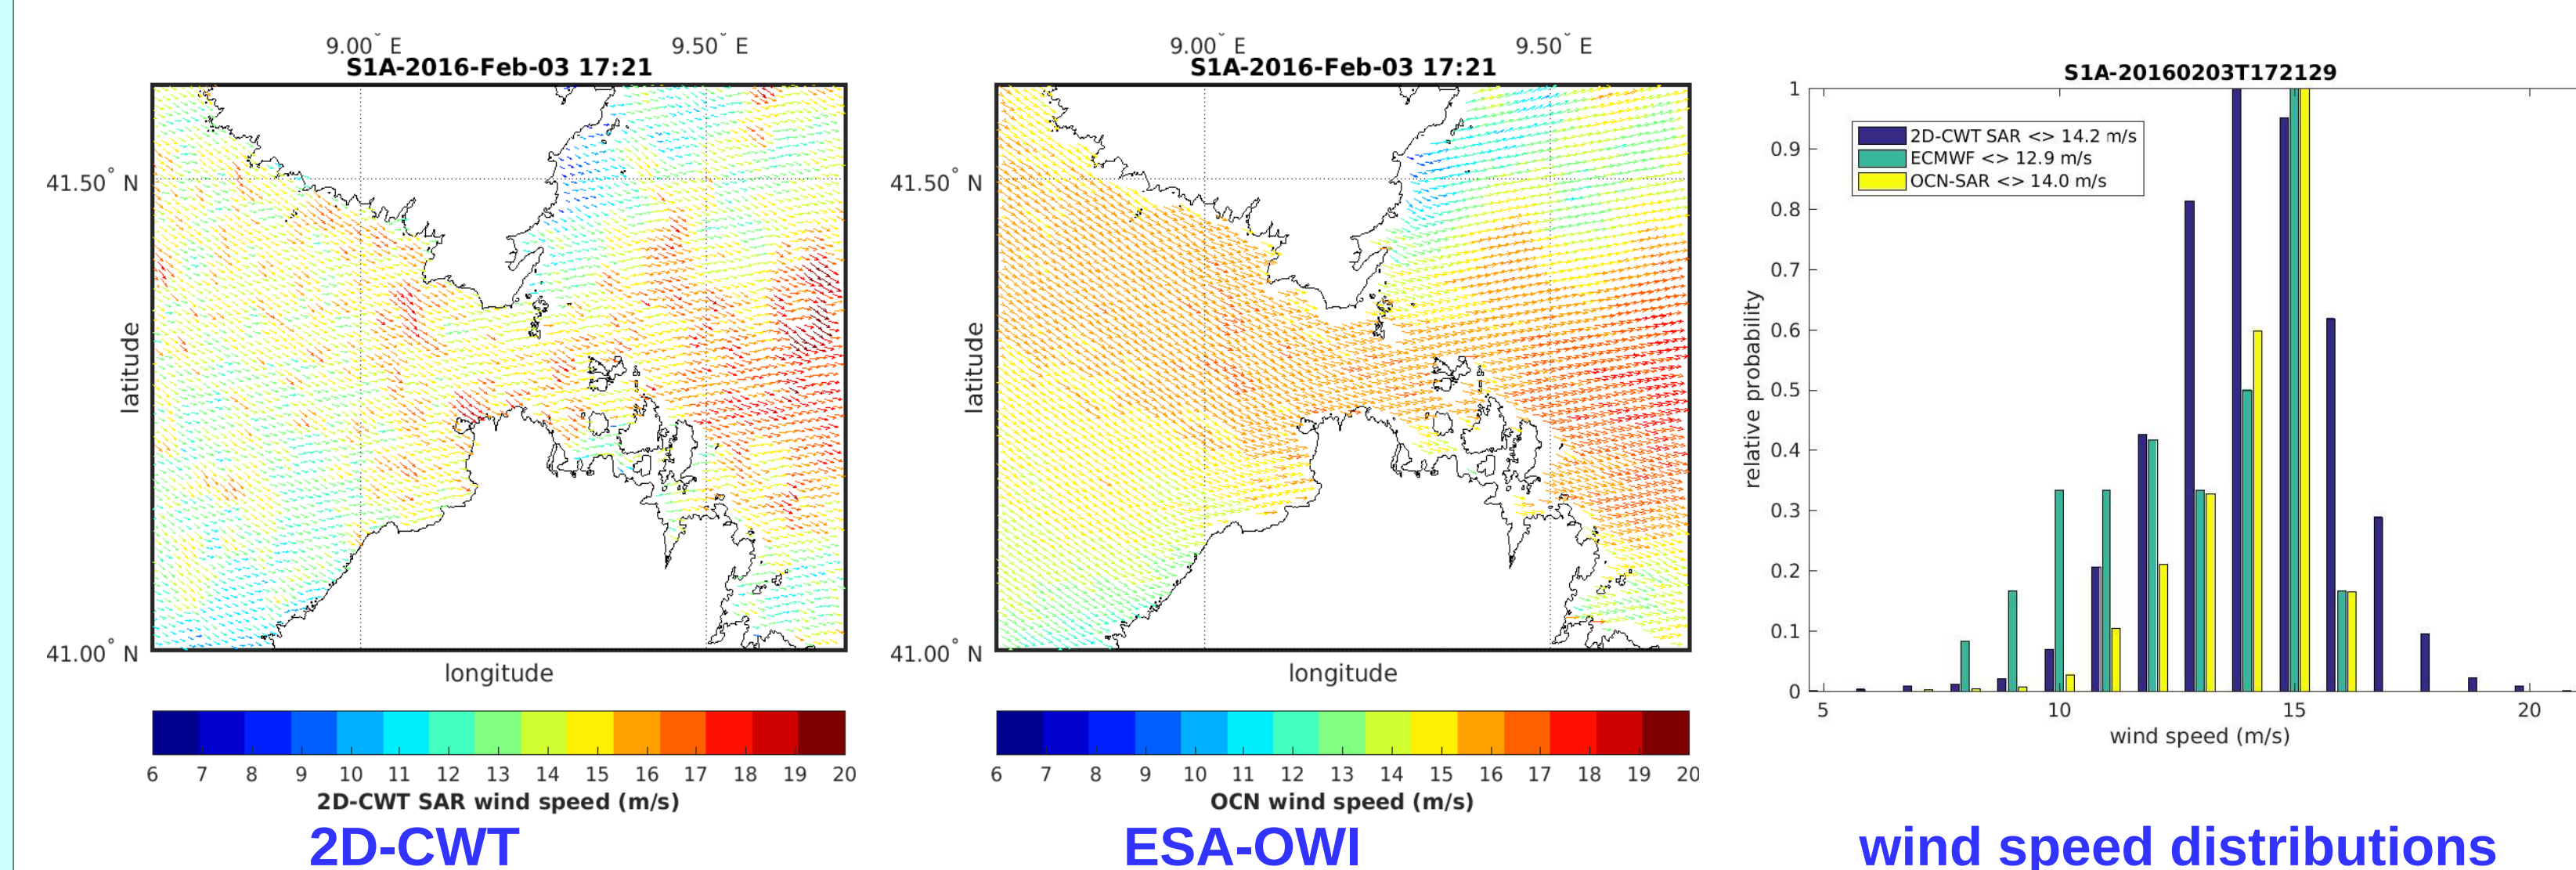 9.00° E
9.50° E
S1A-2016-Feb-03 17:21
41.50° N
41.00° N
latitude
longitude
6 7 8 9 10 11 12 13 14 15 16 17 18 19 20
2D-CWT SAR wind speed (m/s)
2D-CWT
9.00° E
9.50° E
S1A-2016-Feb-03 17:21
41.50° N
41.00° N
latitude
longitude
6 7 8 9 10 11 12 13 14 15 16 17 18 19 20
OCN wind speed (m/s)
ESA-OWI
S1A-20160203T172129
2D-CWT SAR <> 14.2 m/s
ECMWF <> 12.9 m/s
OCN-SAR <> 14.0 m/s
1
0.9
0.8
0.7
0.6
0.5
0.4
0.3
0.2
0.1
0
relative probability
5 10 15 20
wind speed (m/s)
wind speed distributions